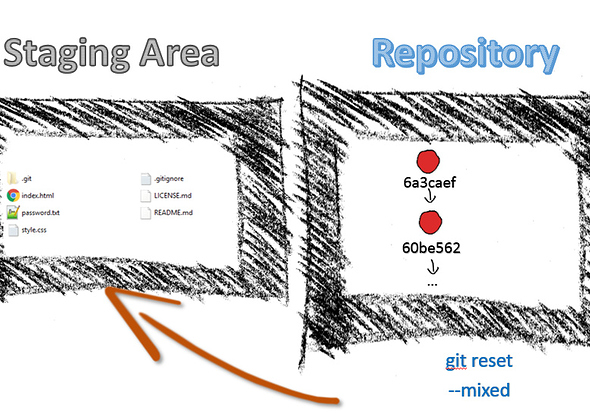 Staging Area
Repository
.git
index.html
password.txt
style.css
.gitignore
LICENSE.md
README.md
6a3caef
60be562
...
git reset
--mixed